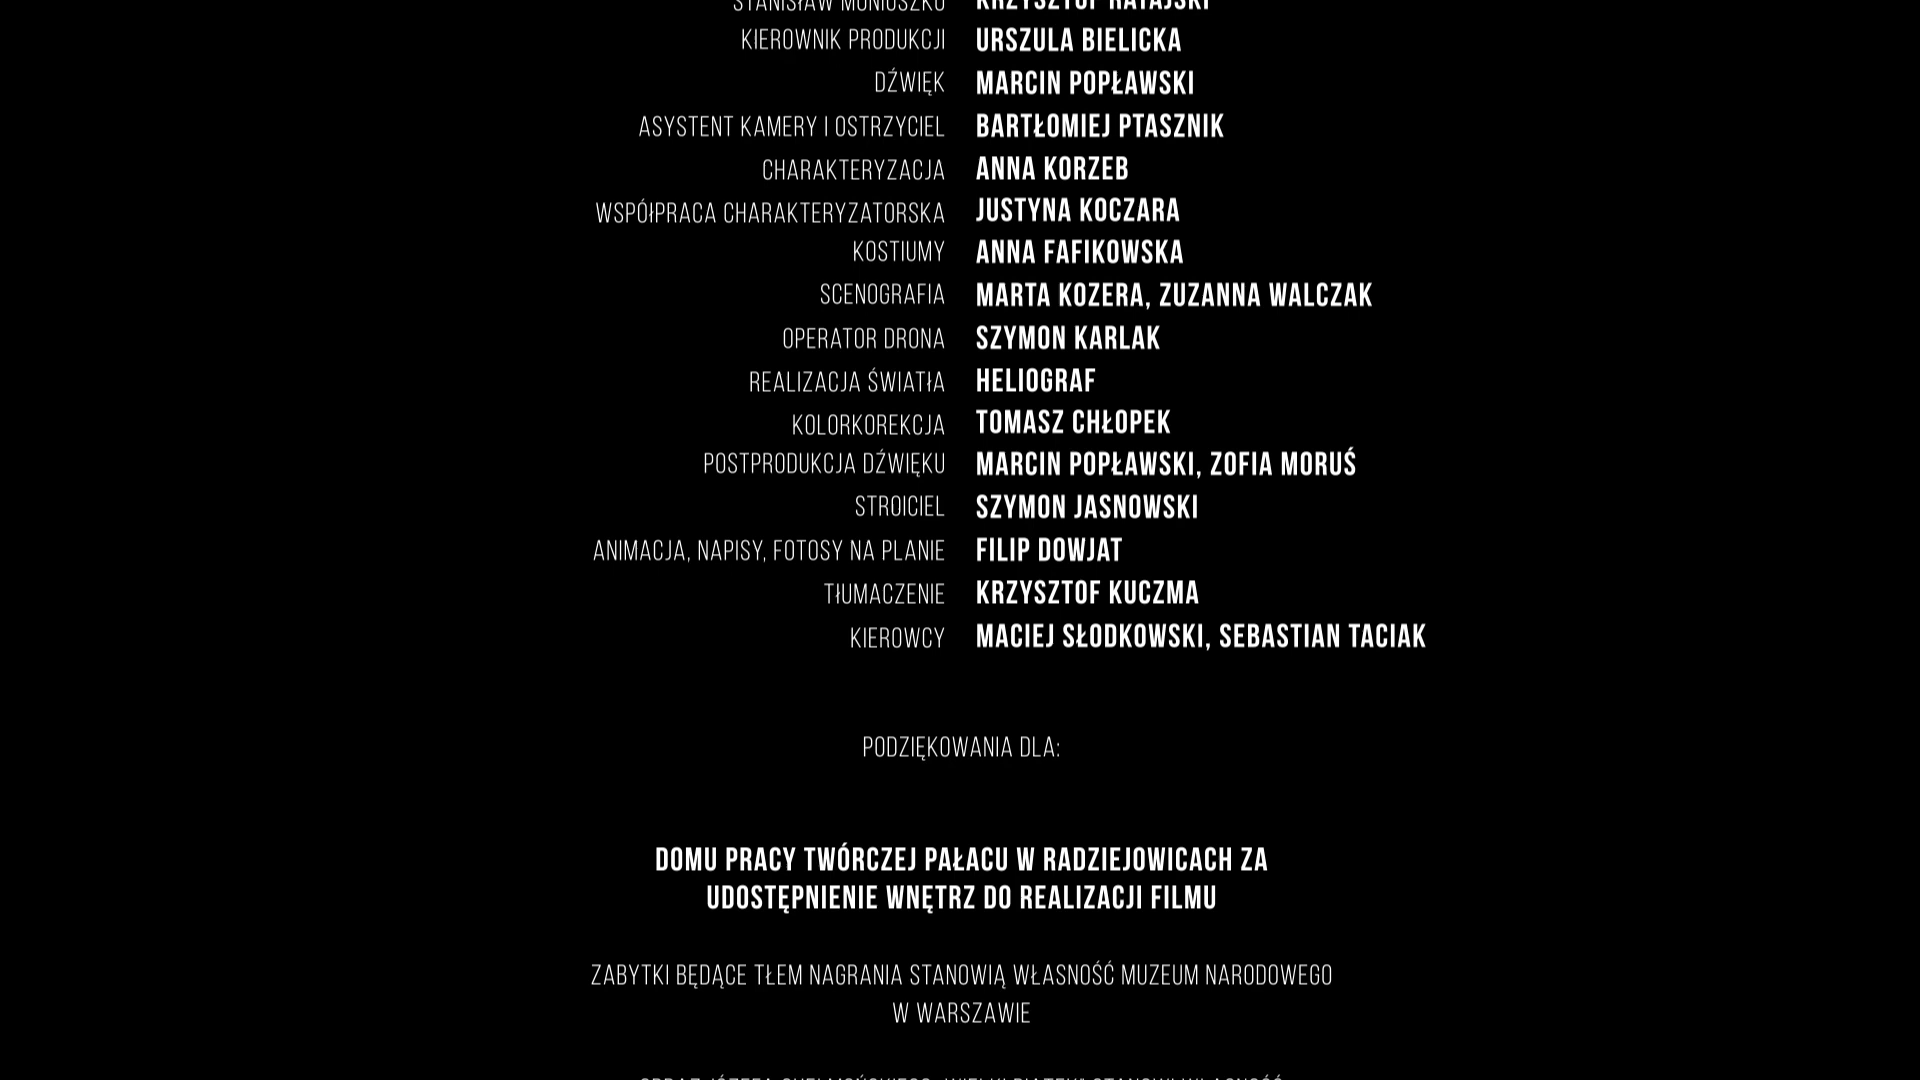 STANISŁAW MONIUSZKO KRZYSZTOF RATAJSKI
KIEROWNIK PRODUKCJI URSZULA BIELICKA
DŹWIĘK MARCIN POPŁAWSKI
ASYSTENT KAMERY I OSTRZYCIEL BARTŁOMIEJ PTASZNIK
CHARAKTERYZACJA ANNA KORZEB
WSPÓŁPRACA CHARAKTERYZATORSKA JUSTYNA KOCZARA
KOSTIUMY ANNA FAFIKOWSKA
SCENOGRAFIA MARTA KOZERA, ZUZANNA WALCZAK
OPERATOR DRONA SZYMON KARLAK
REALIZACJA ŚWIATŁA HELIOGRAF
KOLORKOREKCJA TOMASZ CHŁOPEK
POSTPRODUKCJA DŹWIĘKU MARCIN POPŁAWSKI, ZOFIA MORUŚ
STROICIEL SZYMON JASNOWSKI
ANIMACJA, NAPISY, FOTOSY NA PLANIE FILIP DOWJAT
TŁUMACZENIE KRZYSZTOF KUCZMA
KIEROWCY MACIEJ SŁODKOWSKI, SEBASTIAN TACIAK
PODZIĘKOWANIA DLA:
DOMU PRACY TWÓRCZEJ PAŁACU W RADZIEJOWICACH ZA
UDOSTĘPNIENIE WNĘTRZ DO REALIZACJI FILMU
ZABYTKI BĘDĄCE TŁEM NAGRANIA STANOWIĄ WŁASNOŚĆ MUZEUM NARODOWEGO
W WARSZAWIE